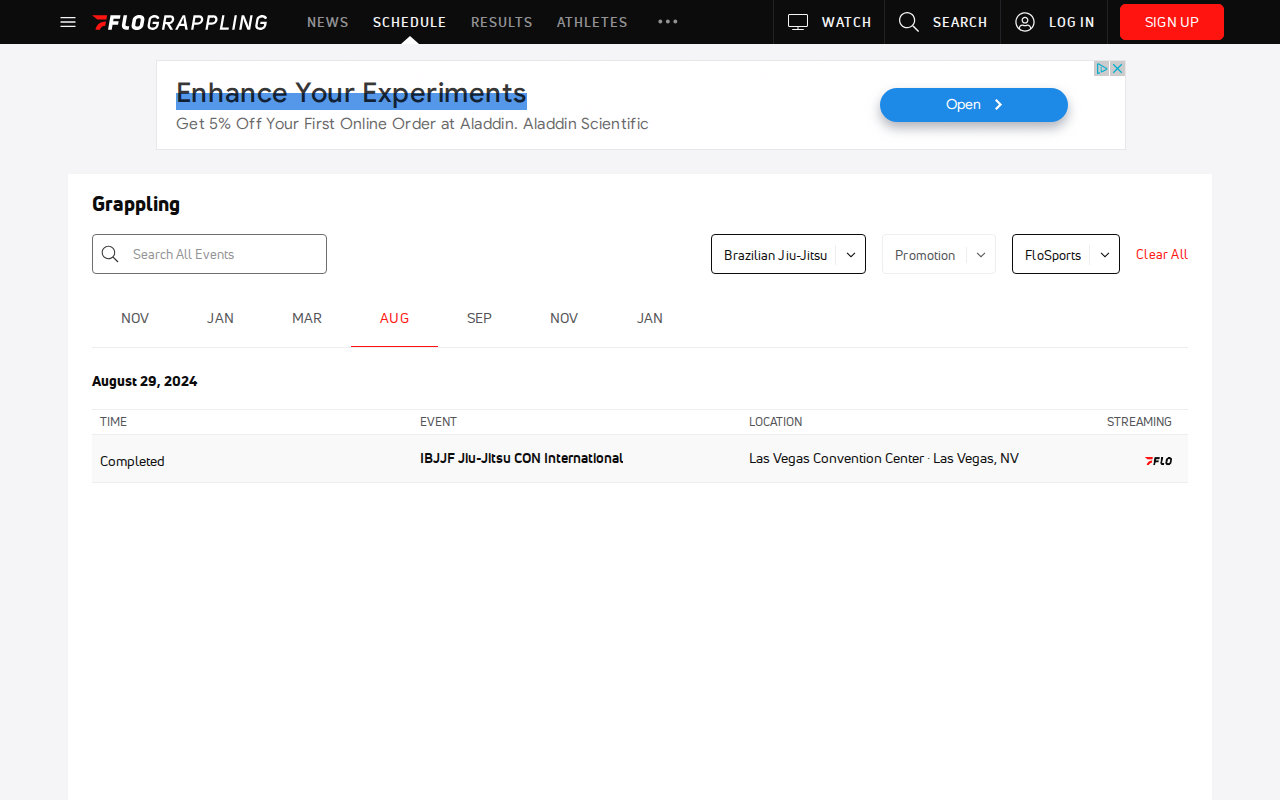 FLOGRAPPLING NEWS SCHEDULE RESULTS ATHLETES WATCH SEARCH LOG IN SIGN UP
Enhance Your Experiments
Get 5% Off Your First Online Order at Aladdin. Aladdin Scientific
Open
Grappling
Search All Events Brazilian Jiu-Jitsu Promotion FloSports Clear All
NOV JAN MAR AUG SEP NOV JAN
August 29, 2024
TIME EVENT LOCATION STREAMING
Completed IBJJF Jiu-Jitsu CON International Las Vegas Convention Center · Las Vegas, NV FLO